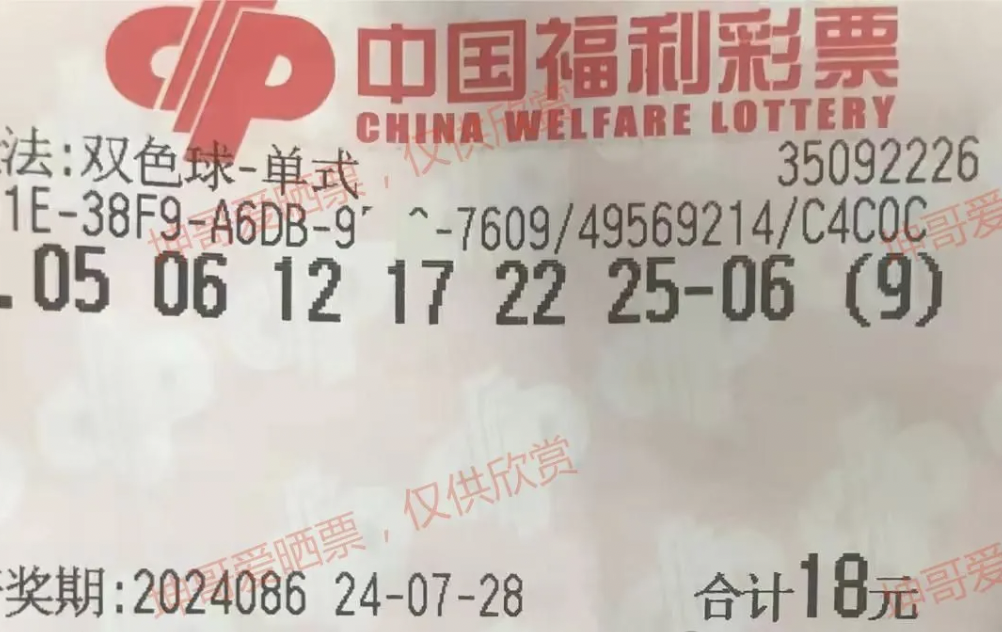 中国福利彩票
CHINA WELFARE LOTTERY
法:双色球-单式 35092226
1E-38F9-A6DB-9 -7609/49569214/C4C0C
. 05 06 12 17 22 25-06 (9)
坤哥爱晒票，仅供欣赏
坤哥爱
坤哥爱晒票，仅供欣赏
奖期:2024086 24-07-28 合计18元
坤哥爱